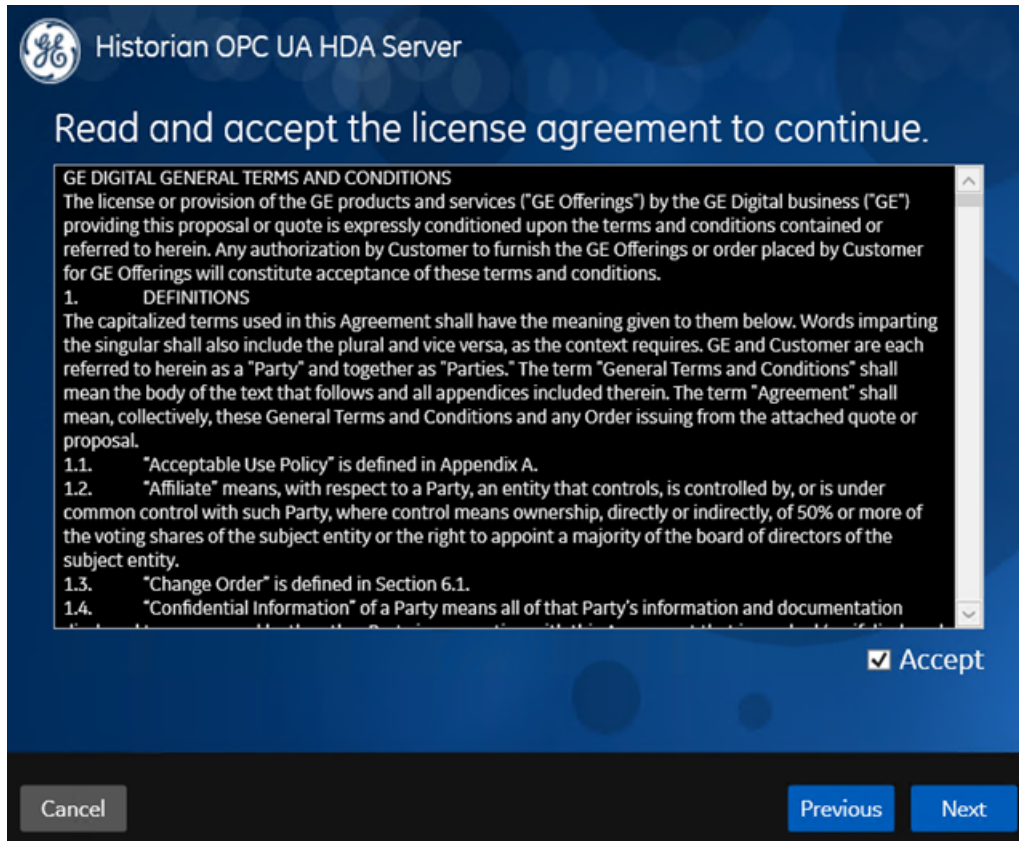 GE
Historian OPC UA HDA Server
Read and accept the license agreement to continue.
GE DIGITAL GENERAL TERMS AND CONDITIONS
The license or provision of the GE products and services ("GE Offerings") by the GE Digital business ("GE")
providing this proposal or quote is expressly conditioned upon the terms and conditions contained or
referred to herein. Any authorization by Customer to furnish the GE Offerings or order placed by Customer
for GE Offerings will constitute acceptance of these terms and conditions.
1. DEFINITIONS
The capitalized terms used in this Agreement shall have the meaning given to them below. Words imparting
the singular shall also include the plural and vice versa, as the context requires. GE and Customer are each
referred to herein as a "Party" and together as "Parties." The term "General Terms and Conditions" shall
mean the body of the text that follows and all appendices included therein. The term "Agreement" shall
mean, collectively, these General Terms and Conditions and any Order issuing from the attached quote or
proposal.
1.1. "Acceptable Use Policy" is defined in Appendix A.
1.2. "Affiliate" means, with respect to a Party, an entity that controls, is controlled by, or is under
common control with such Party, where control means ownership, directly or indirectly, of 50% or more of
the voting shares of the subject entity or the right to appoint a majority of the board of directors of the
subject entity.
1.3. "Change Order" is defined in Section 6.1.
1.4. "Confidential Information" of a Party means all of that Party's information and documentation
Accept
Cancel
Previous
Next